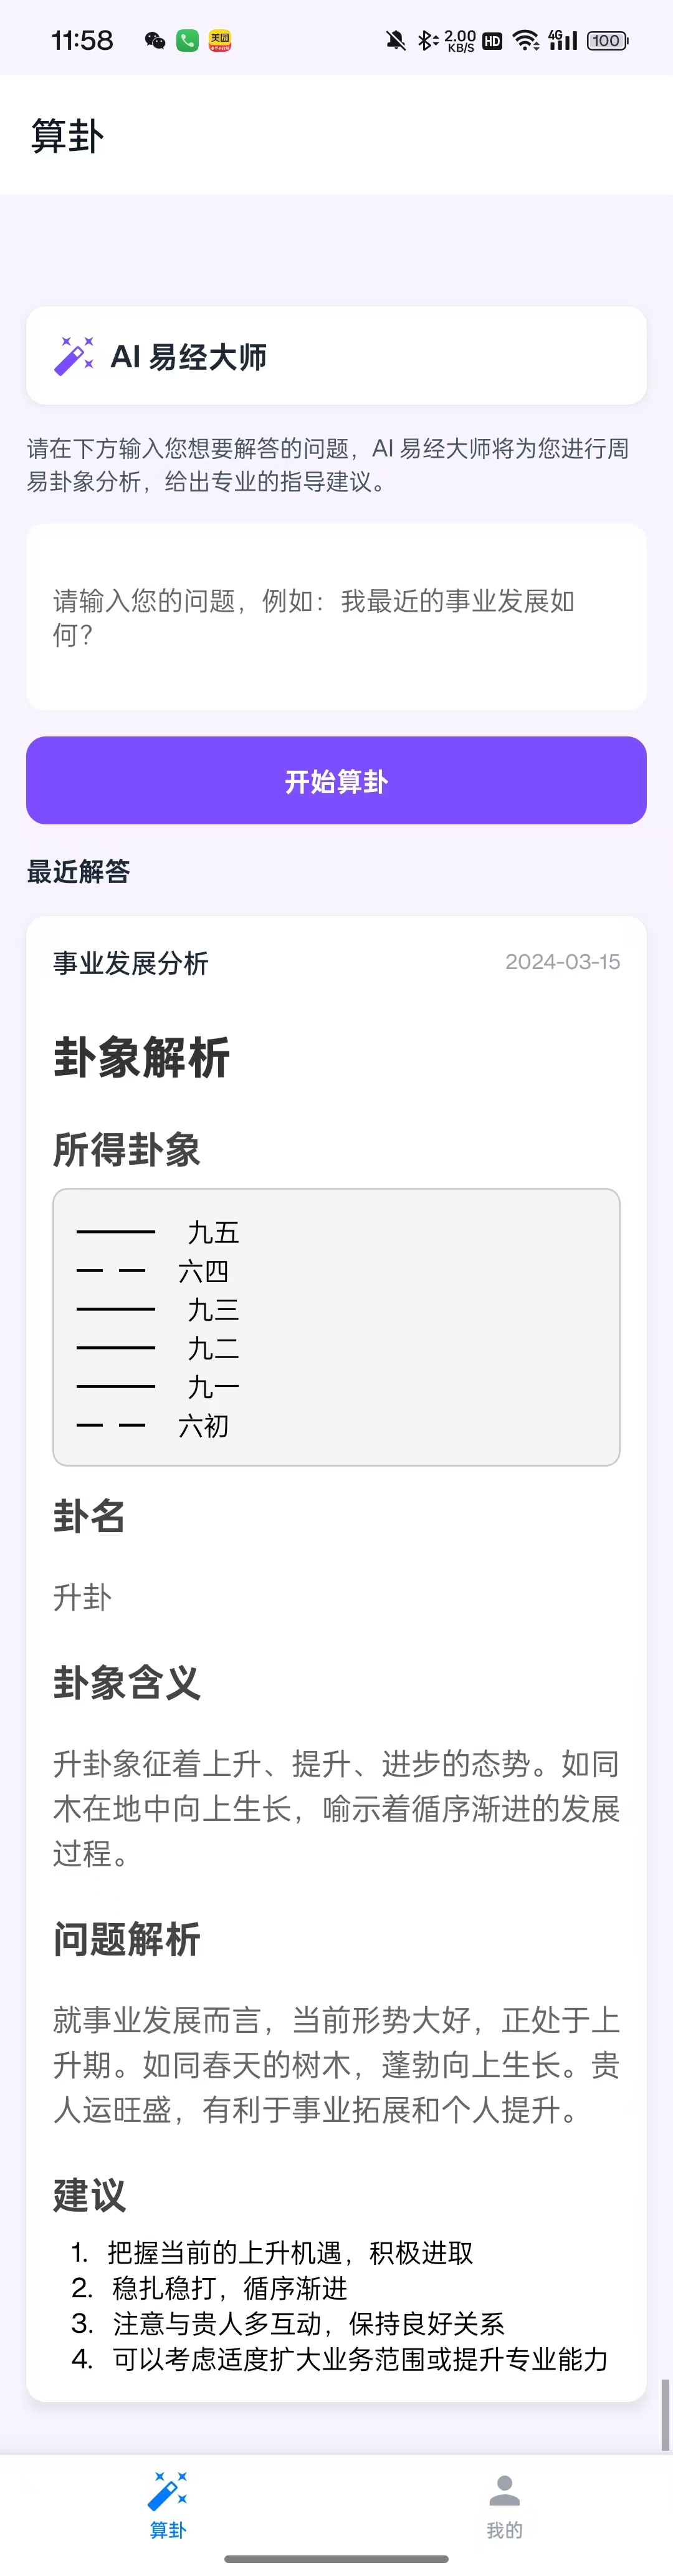 11:58
美团
2.00
KB/S
HD
4G
100
算卦
AI 易经大师
请在下方输入您想要解答的问题，AI 易经大师将为您进行周
易卦象分析，给出专业的指导建议。
请输入您的问题，例如：我最近的事业发展如
何？
开始算卦
最近解答
事业发展分析 2024-03-15
卦象解析
所得卦象
九五
六四
九三
九二
九一
六初
卦名
升卦
卦象含义
升卦象征着上升、提升、进步的态势。如同
木在地中向上生长，喻示着循序渐进的发展
过程。
问题解析
就事业发展而言，当前形势大好，正处于上
升期。如同春天的树木，蓬勃向上生长。贵
人运旺盛，有利于事业拓展和个人提升。
建议
1. 把握当前的上升机遇，积极进取
2. 稳扎稳打，循序渐进
3. 注意与贵人多互动，保持良好关系
4. 可以考虑适度扩大业务范围或提升专业能力
算卦
我的